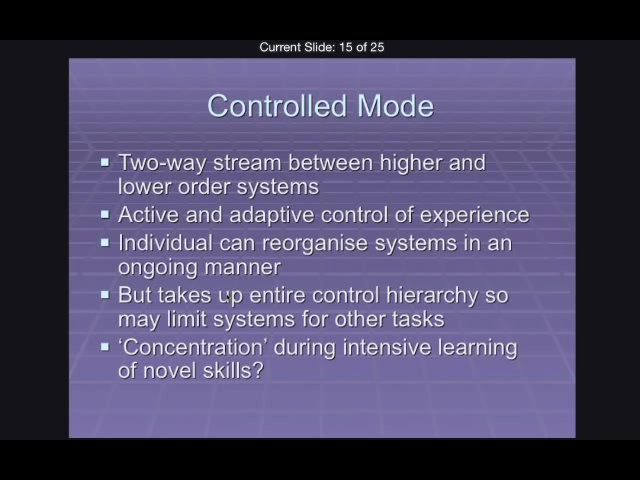 Current Slide: 15 of 25
Controlled Mode
Two-way stream between higher and
lower order systems
Active and adaptive control of experience
Individual can reorganise systems in an
ongoing manner
But takes up entire control hierarchy so
may limit systems for other tasks
‘Concentration’ during intensive learning
of novel skills?